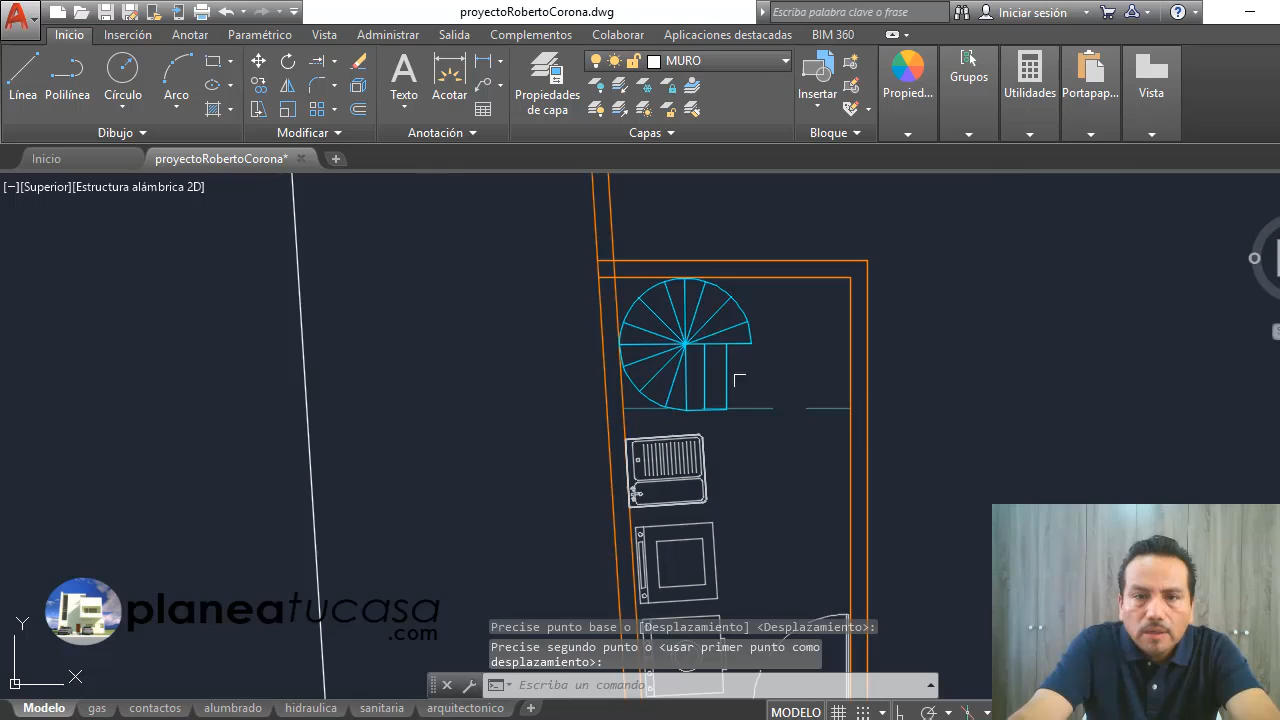 proyectoRobertoCorona.dwg
Escriba palabra clave o frase
Iniciar sesión
Inicio
Inserción
Anotar
Paramétrico
Vista
Administrar
Salida
Complementos
Colaborar
Aplicaciones destacadas
BIM 360
Línea
Polilínea
Círculo
Arco
Texto
Acotar
Propiedades
de capa
MURO
Insertar
Propied...
Grupos
Utilidades
Portapap...
Vista
Dibujo
Modificar
Anotación
Capas
Bloque
Inicio
proyectoRobertoCorona*
[−][Superior][Estructura alámbrica 2D]
planeatucasa
.com
Precise punto base o [Desplazamiento] <Desplazamiento>:
Precise segundo punto o <usar primer punto como
desplazamiento>:
Escriba un comando
Y
X
Modelo
gas
contactos
alumbrado
hidraulica
sanitaria
arquitectonico
MODELO